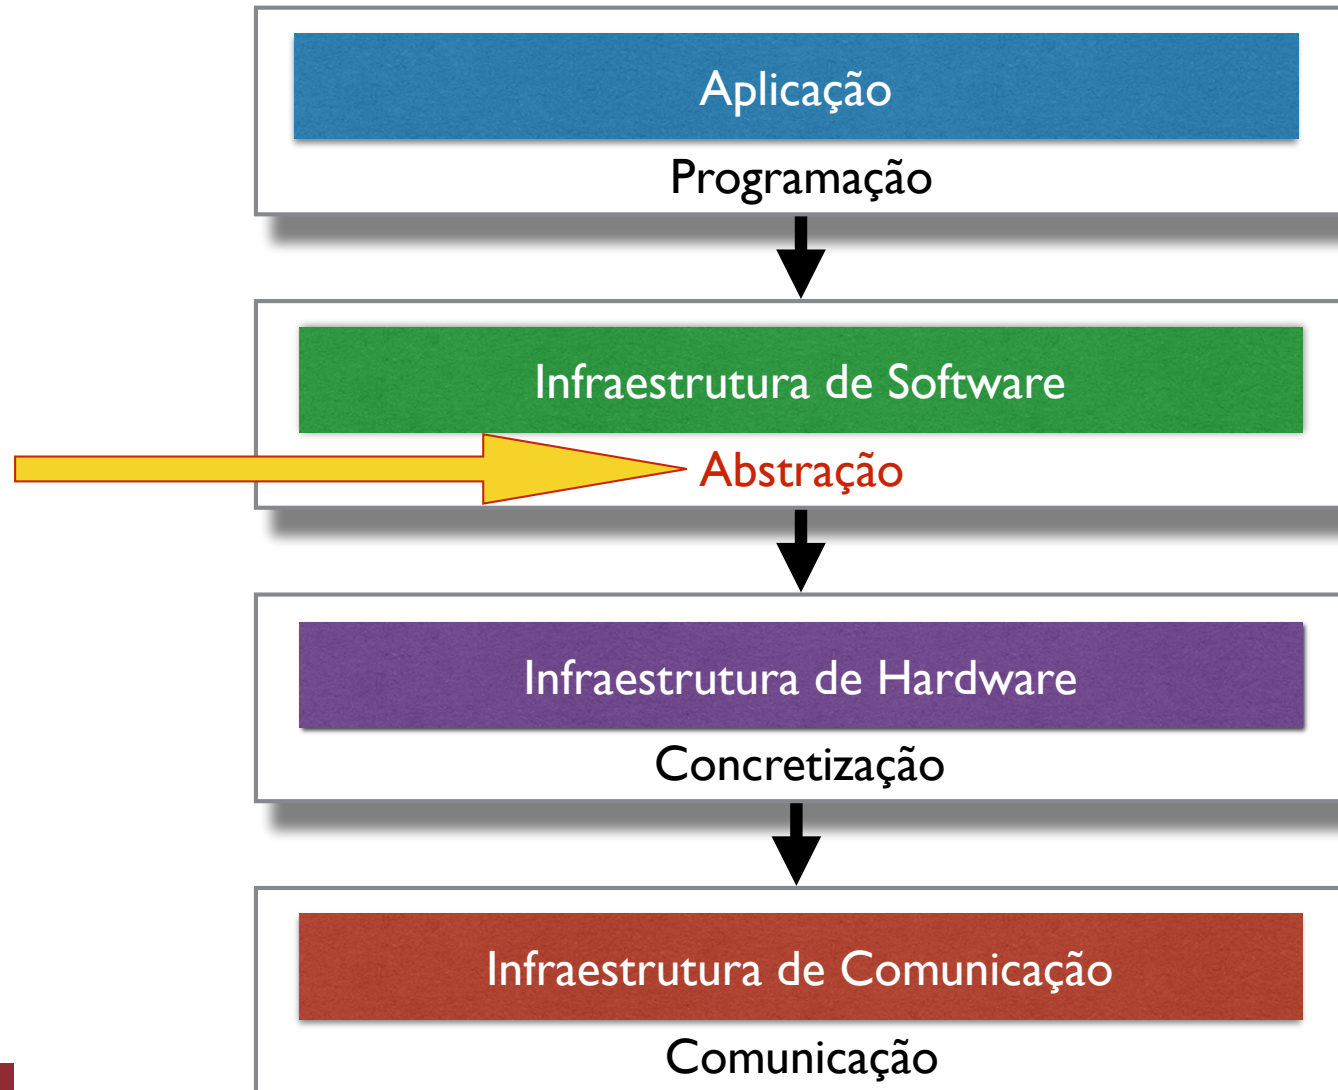 Aplicação
Programação
Infraestrutura de Software
Abstração
Infraestrutura de Hardware
Concretização
Infraestrutura de Comunicação
Comunicação